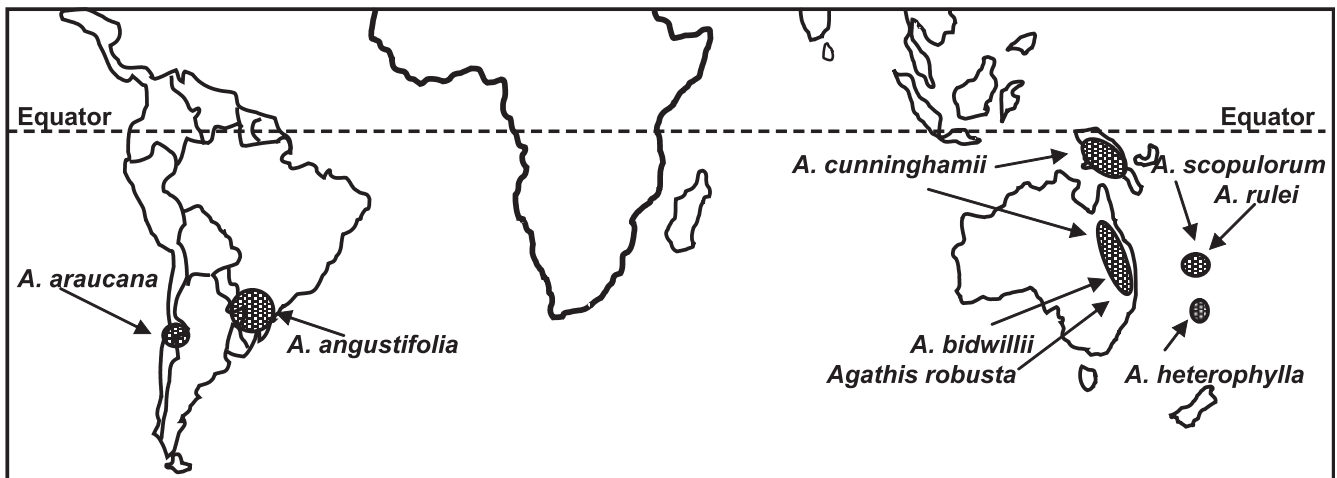 Equator
Equator
A. cunninghamii
A. scopulorum
A. rulei
A. araucana
A. angustifolia
A. bidwillii
Agathis robusta
A. heterophylla